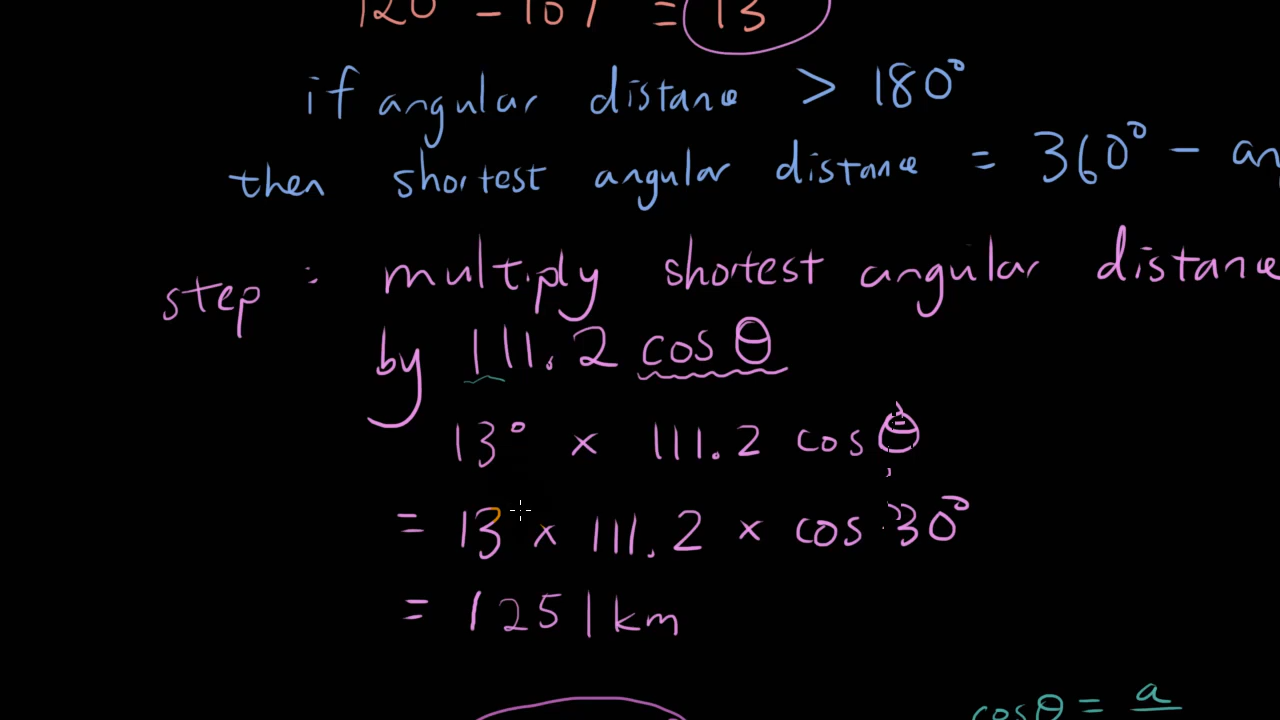 120 - 107 = 13
if angular distance > 180°
then shortest angular distance = 360° - an
step : multiply shortest angular distance
by 111.2 cos θ
13° x 111.2 cos θ
= 13 x 111.2 x cos 30°
= 1251 km
cosθ = a